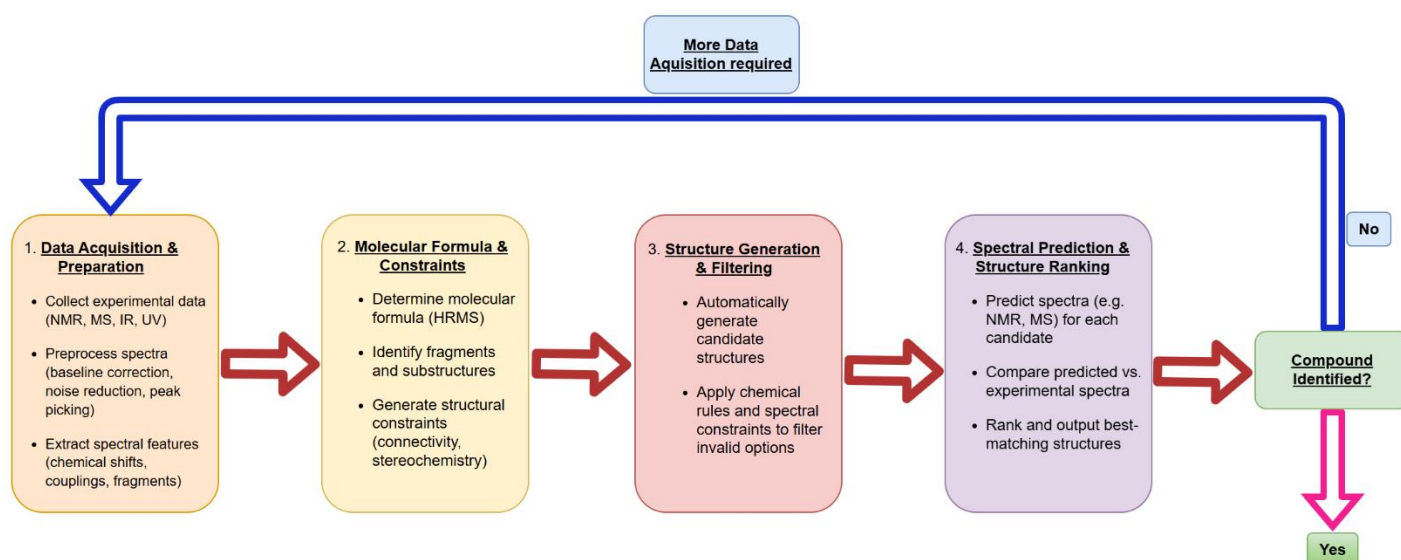 More Data
Aquisition required
1. Data Acquisition &
Preparation
• Collect experimental data
(NMR, MS, IR, UV)
• Preprocess spectra
(baseline correction,
noise reduction, peak
picking)
• Extract spectral features
(chemical shifts,
couplings, fragments)
2. Molecular Formula &
Constraints
• Determine molecular
formula (HRMS)
• Identify fragments
and substructures
• Generate structural
constraints
(connectivity,
stereochemistry)
3. Structure Generation
& Filtering
• Automatically
generate
candidate
structures
• Apply chemical
rules and spectral
constraints to filter
invalid options
4. Spectral Prediction &
Structure Ranking
• Predict spectra (e.g.
NMR, MS) for each
candidate
• Compare predicted vs.
experimental spectra
• Rank and output best-
matching structures
No
Compound
Identified?
Yes